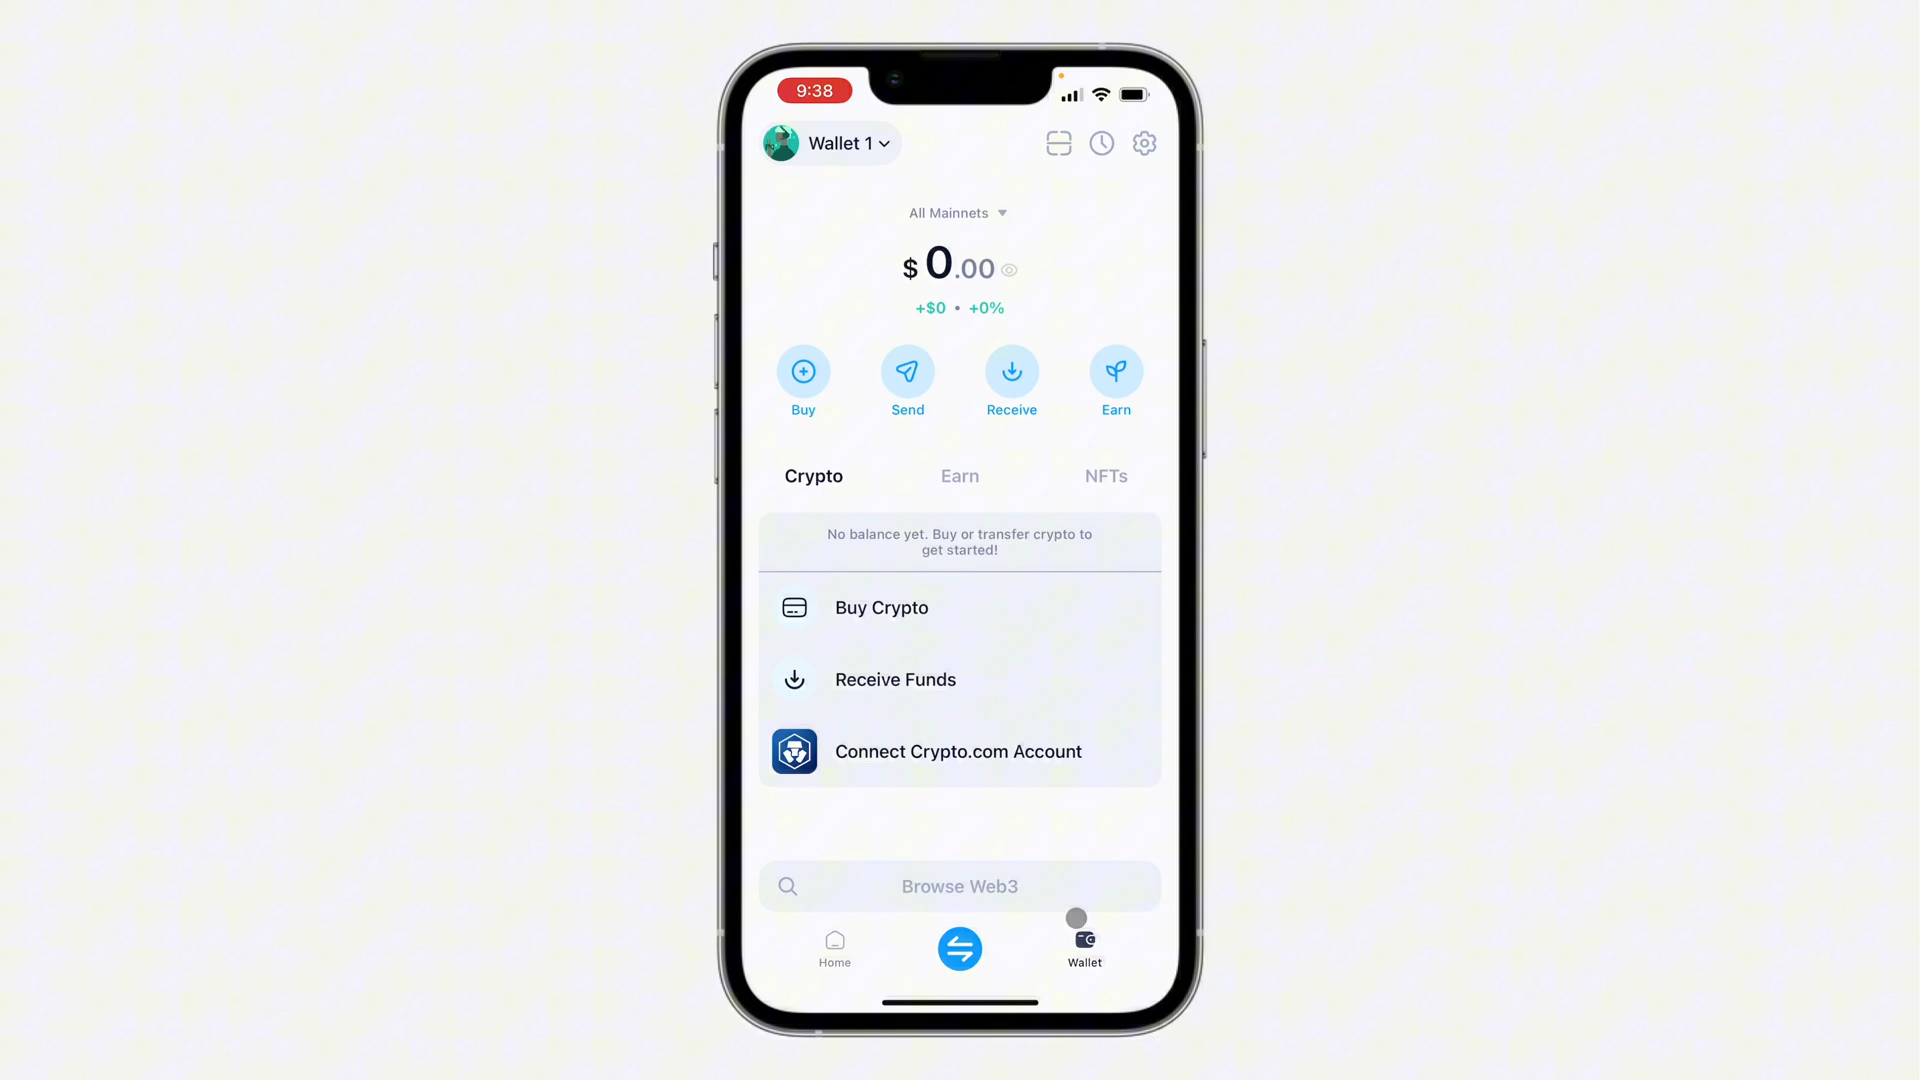 9:38
Wallet 1
All Mainnets
$ 0.00
+$0 • +0%
Buy Send Receive Earn
Crypto Earn NFTs
No balance yet. Buy or transfer crypto to
get started!
Buy Crypto
Receive Funds
Connect Crypto.com Account
Browse Web3
Home Wallet